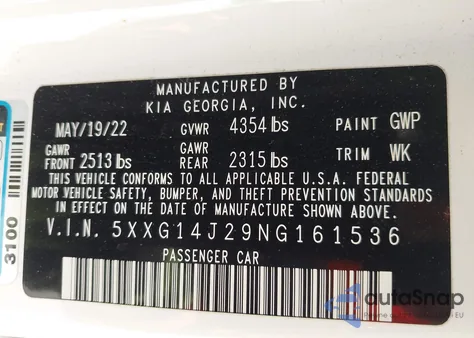 MANUFACTURED BY
KIA GEORGIA, INC.
MAY/19/22 GVWR 4354 lbs PAINT GWP
GAWR FRONT 2513 lbs GAWR REAR 2315 lbs TRIM WK
THIS VEHICLE CONFORMS TO ALL APPLICABLE U.S.A. FEDERAL
MOTOR VEHICLE SAFETY, BUMPER, AND THEFT PREVENTION STANDARDS
IN EFFECT ON THE DATE OF MANUFACTURE SHOWN ABOVE.
V.I.N. 5XXG14J29NG161536
PASSENGER CAR
3100
autoSnap